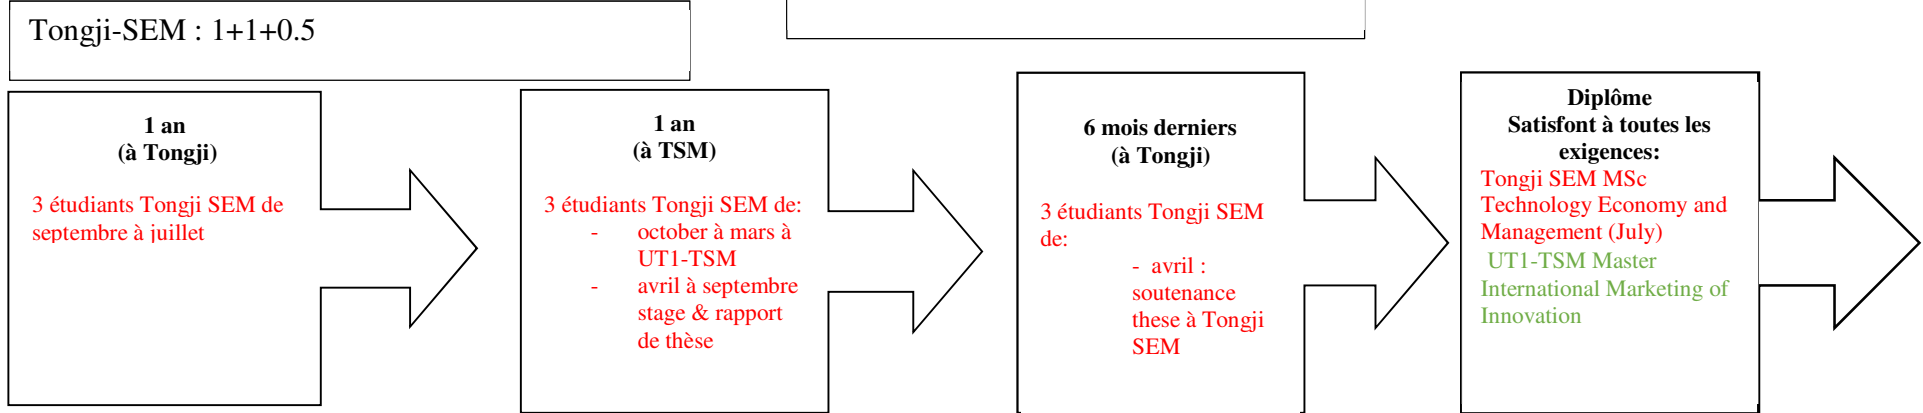 Tongji-SEM : 1+1+0.5
1 an
(à Tongji)
3 étudiants Tongji SEM de
septembre à juillet
1 an
(à TSM)
3 étudiants Tongji SEM de:
- october à mars à
UT1-TSM
- avril à septembre
stage & rapport
de thèse
6 mois derniers
(à Tongji)
3 étudiants Tongji SEM
de:
- avril :
soutenance
these à Tongji
SEM
Diplôme
Satisfont à toutes les
exigences:
Tongji SEM MSc
Technology Economy and
Management (July)
UT1-TSM Master
International Marketing of
Innovation